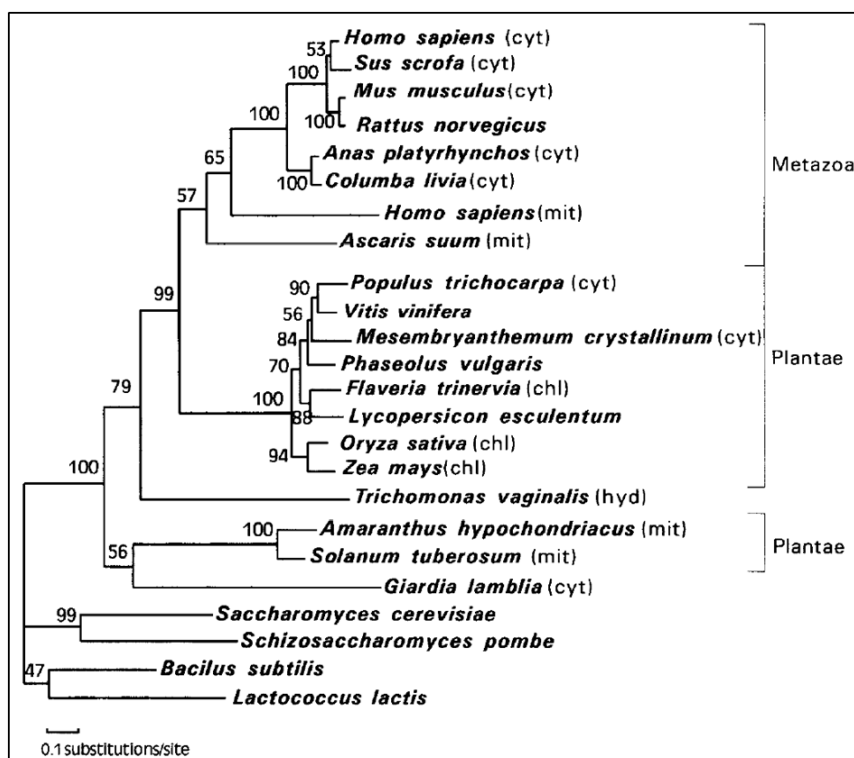 Homo sapiens (cyt)
53
Sus scrofa (cyt)
100
Mus musculus (cyt)
100
100
Rattus norvegicus
65
Anas platyrhynchos (cyt)
Metazoa
100
Columba livia (cyt)
57
Homo sapiens (mit)
Ascaris suum (mit)
99
90
Populus trichocarpa (cyt)
56
Vitis vinifera
84
Mesembryanthemum crystallinum (cyt)
70
Phaseolus vulgaris
Plantae
79
Flaveria trinervia (chl)
100
88
Lycopersicon esculentum
Oryza sativa (chl)
94
Zea mays (chl)
100
Trichomonas vaginalis (hyd)
100
Amaranthus hypochondriacus (mit)
Plantae
Solanum tuberosum (mit)
56
Giardia lamblia (cyt)
99
Saccharomyces cerevisiae
Schizosaccharomyces pombe
47
Bacilus subtilis
Lactococcus lactis
0.1 substitutions/site